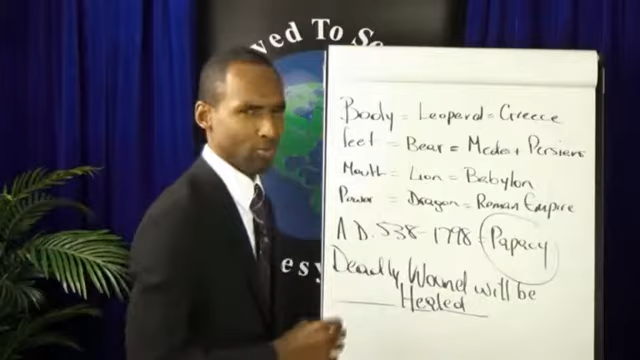 ved To Se
Body = Leopard = Greece
feet = Bear = Medes + Persians
Mouth = Lion = Babylon
Power = Dragon = Roman Empire
A.D. 538-1798 = Papacy
Deadly Wound will be
Healed
esy